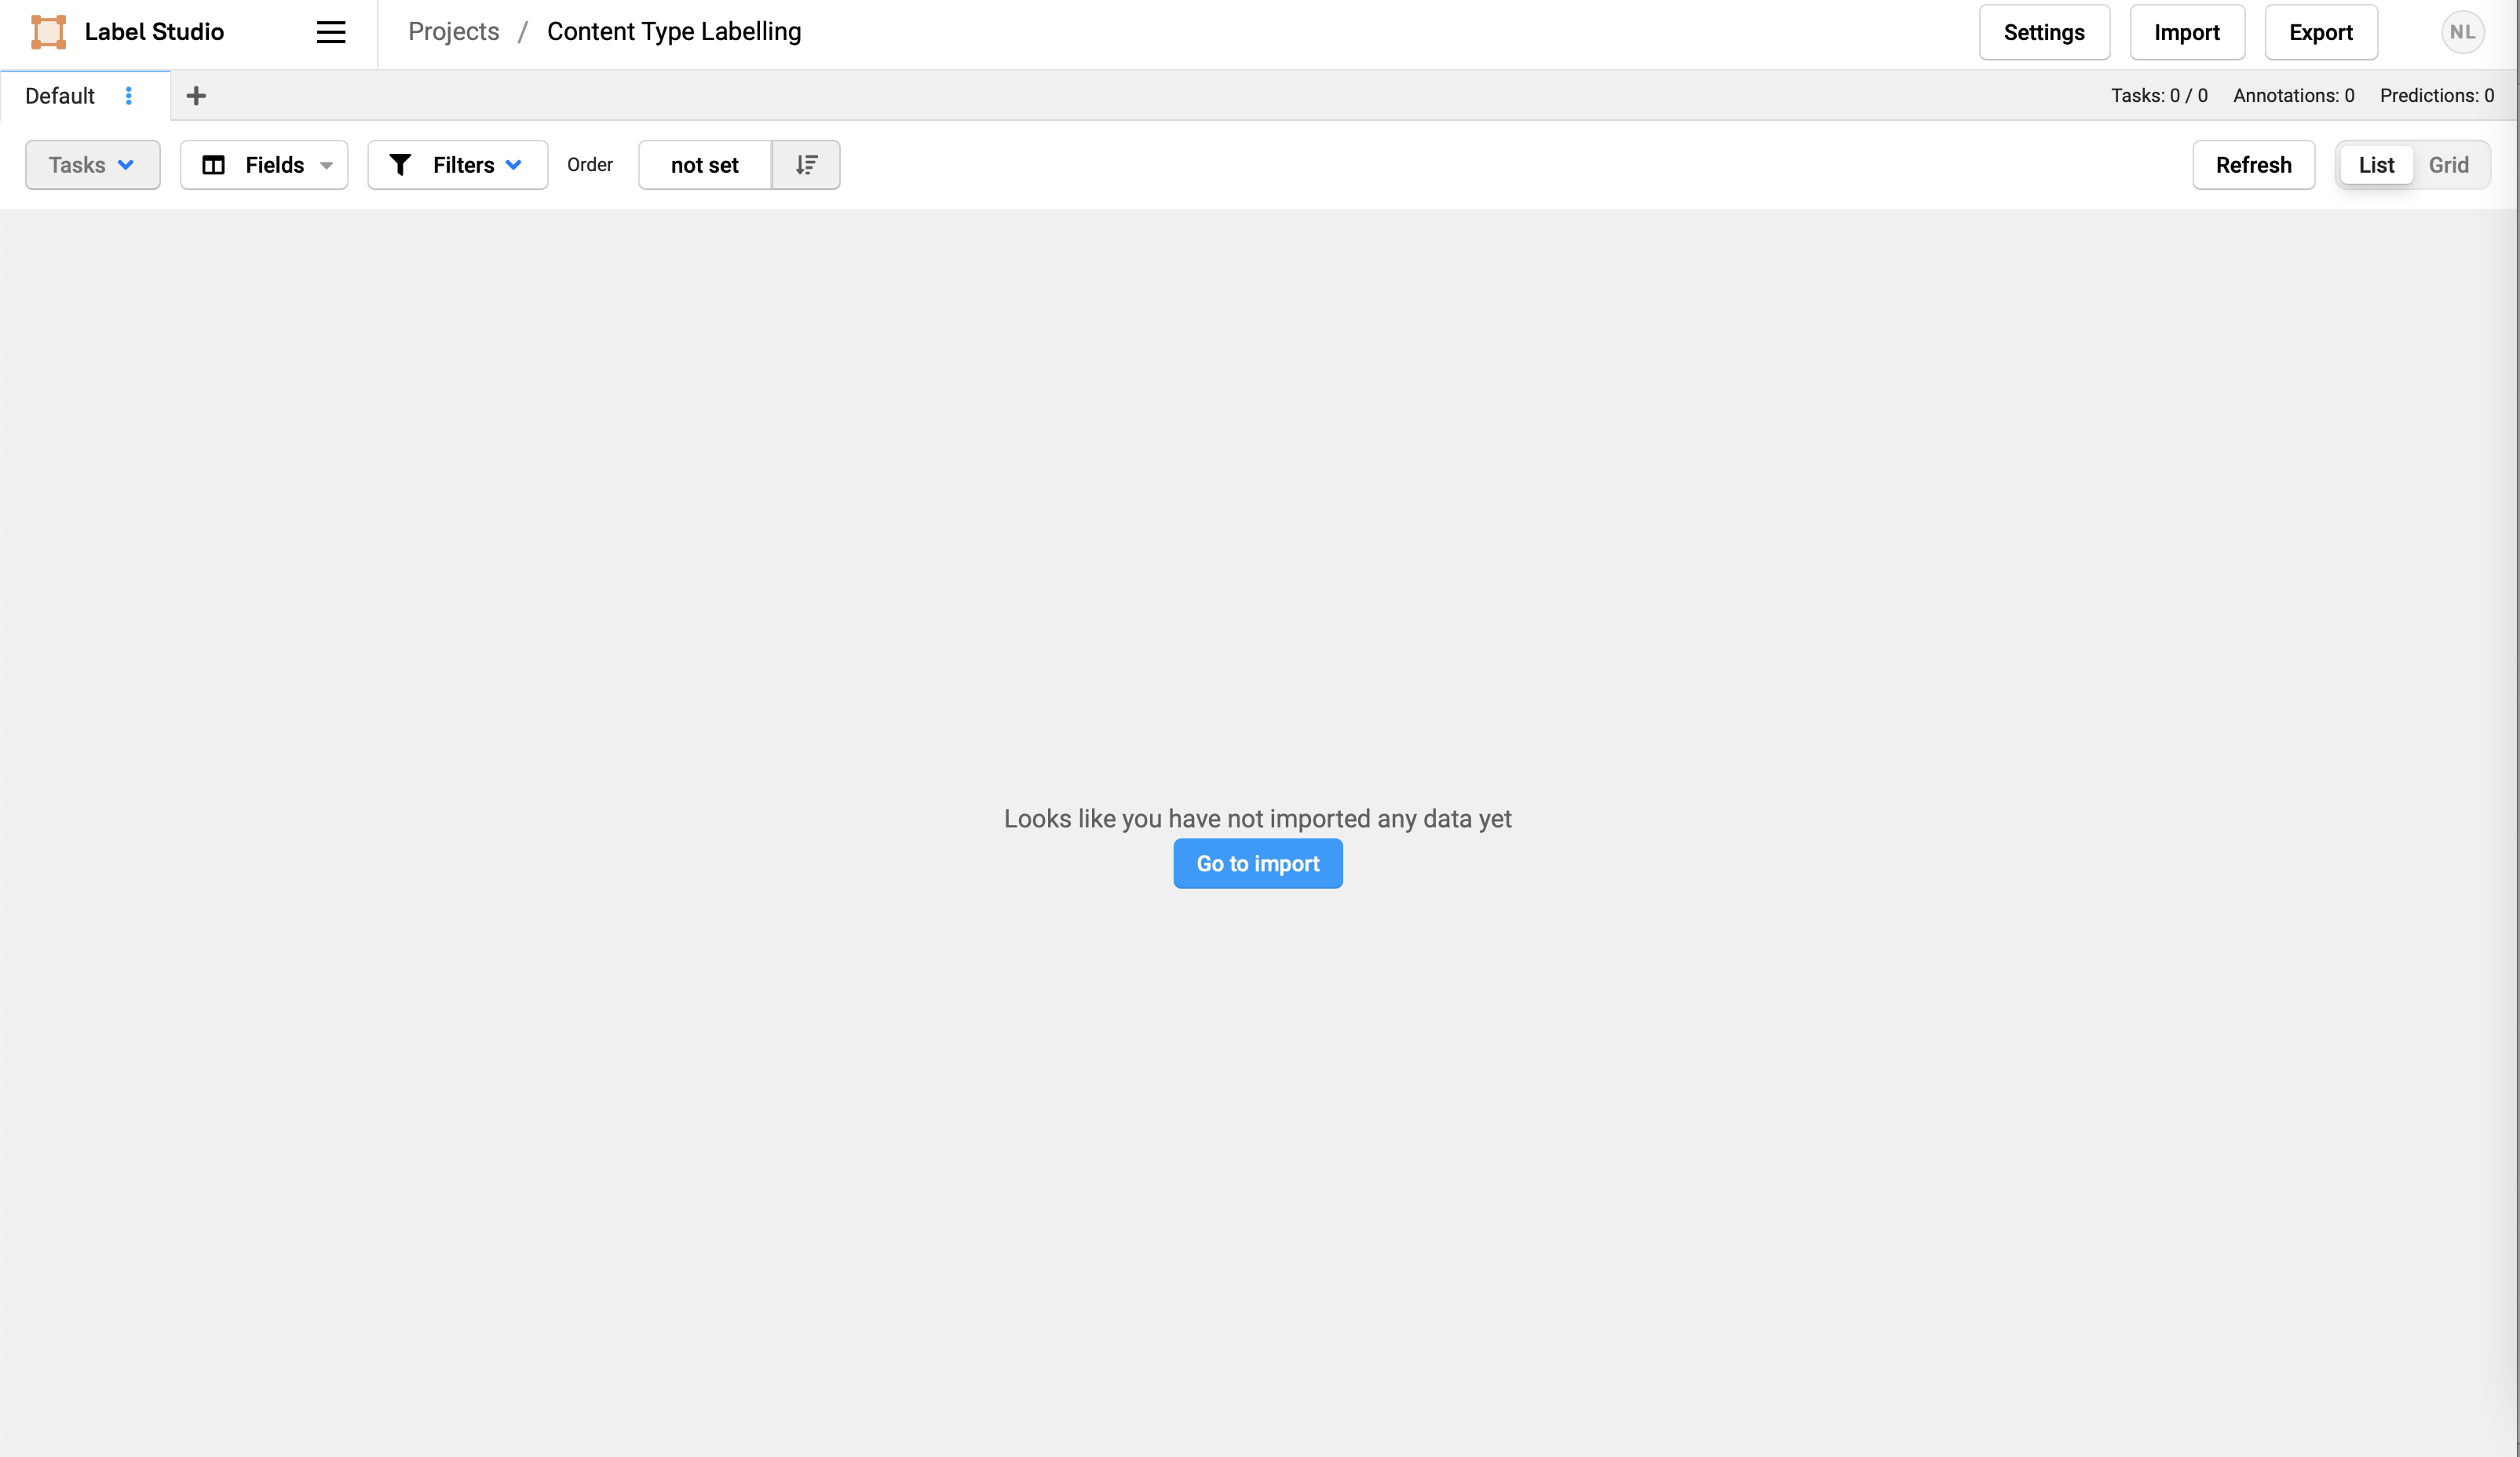 Label Studio
Projects / Content Type Labelling
Settings
Import
Export
NL
Default
Tasks: 0 / 0
Annotations: 0
Predictions: 0
Tasks
Fields
Filters
Order
not set
Refresh
List
Grid
Looks like you have not imported any data yet
Go to import